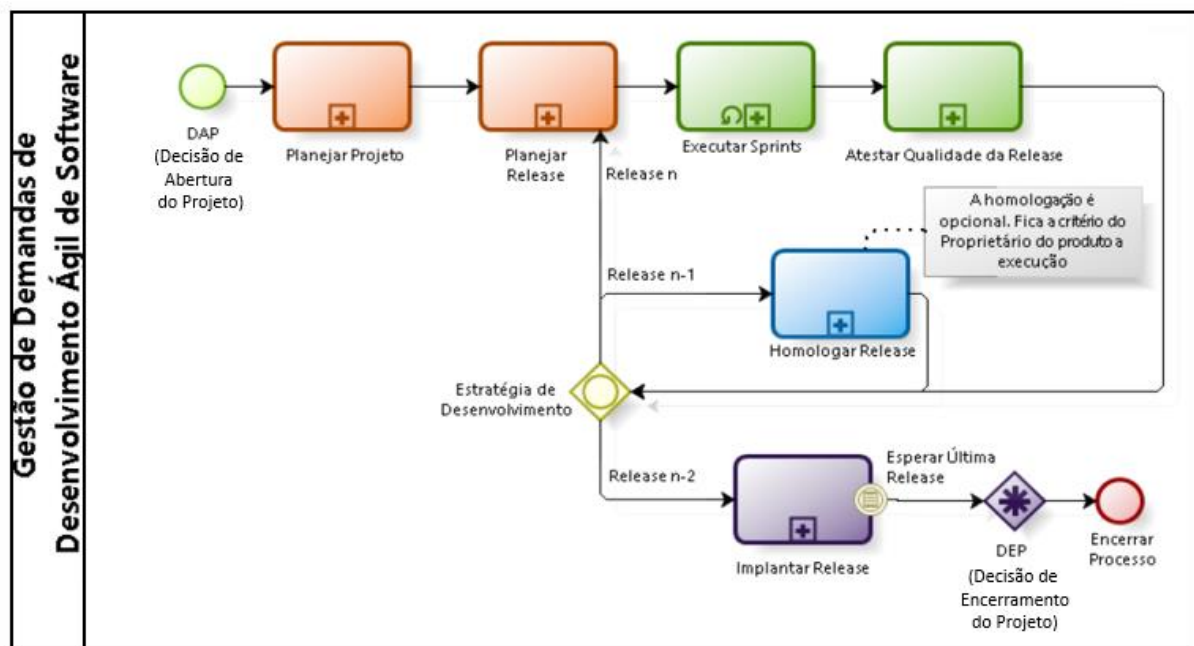 Gestão de Demandas de
Desenvolvimento Ágil de Software
DAP
(Decisão de
Abertura
do Projeto)
Planejar Projeto
Planejar
Release
Executar Sprints
Atestar Qualidade da Release
Release n
A homologação é
opcional. Fica a critério do
Proprietário do produto a
execução
Release n-1
Homologar Release
Estratégia de
Desenvolvimento
Release n-2
Implantar Release
Esperar Última
Release
DEP
(Decisão de
Encerramento
do Projeto)
Encerrar
Processo